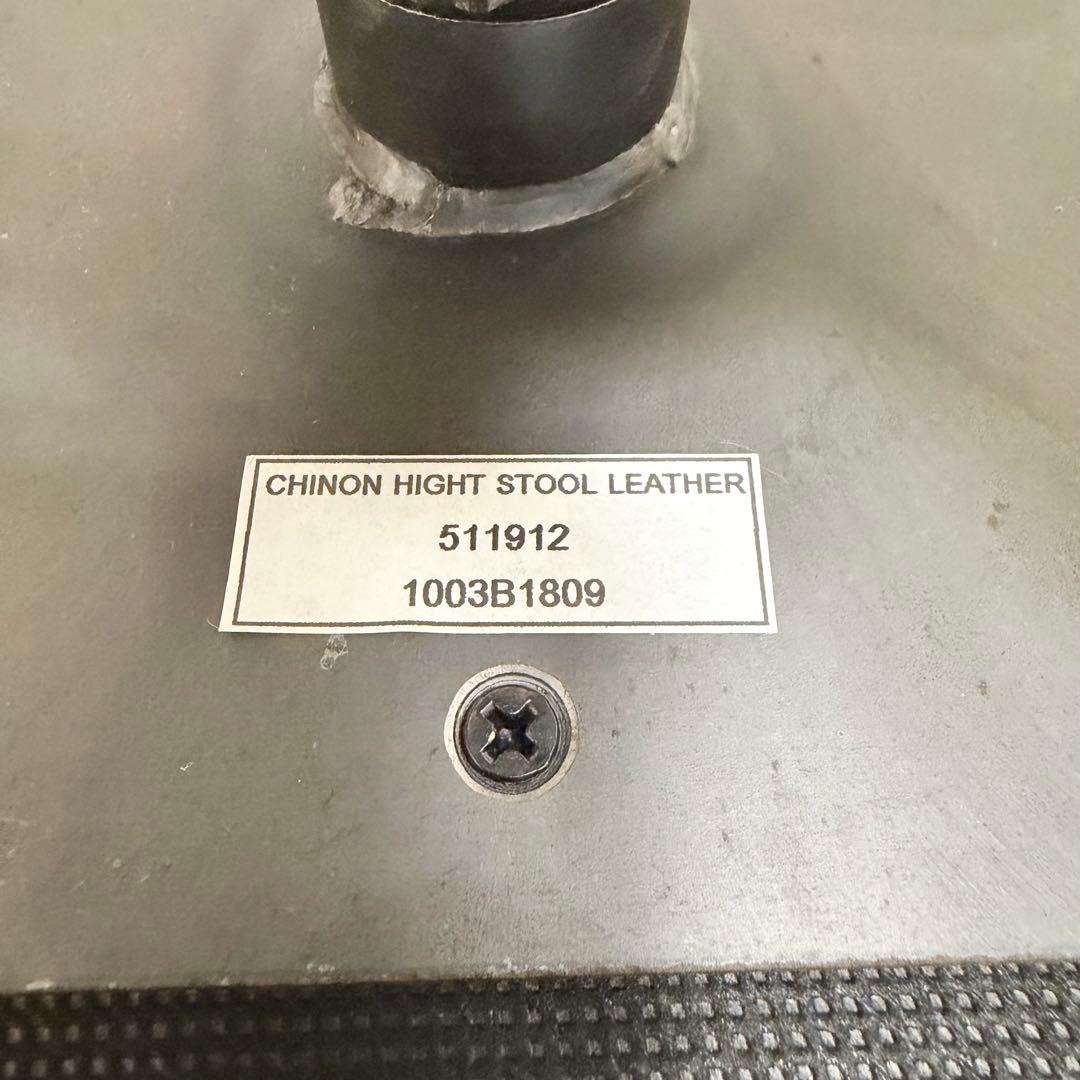 CHINON HIGHT STOOL LEATHER
511912
1003B1809